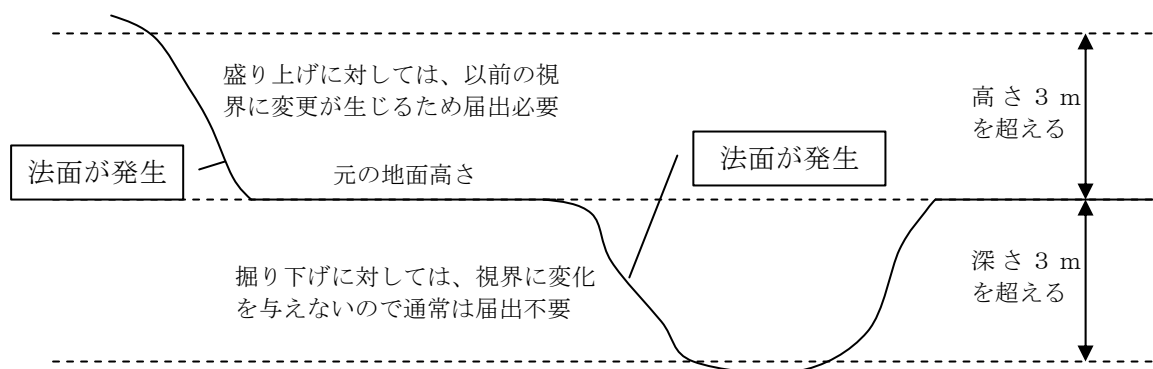 盛り上げに対しては、以前の視
界に変更が生じるため届出必要
高さ３ｍ
を超える
法面が発生
元の地面高さ
法面が発生
掘り下げに対しては、視界に変化
を与えないので通常は届出不要
深さ３ｍ
を超える